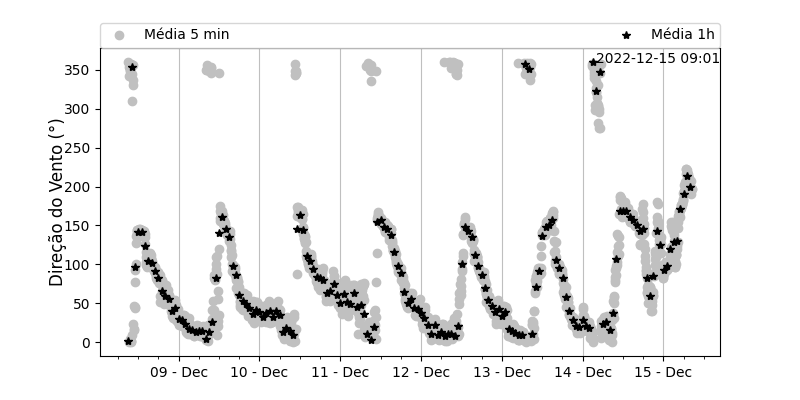 Média 5 min
Média 1h
2022-12-15 09:01
Direção do Vento (°)
350
300
250
200
150
100
50
0
09 - Dec
10 - Dec
11 - Dec
12 - Dec
13 - Dec
14 - Dec
15 - Dec